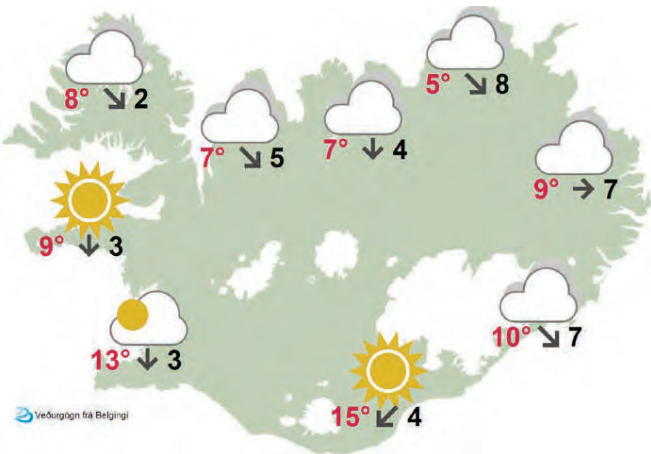 5° ↘ 8
8° ↘ 2
7° ↘ 5
7° ↓ 4
9° → 7
9° ↓ 3
10° ↘ 7
13° ↓ 3
15° ↙ 4
Veðurgögn frá Belgingi